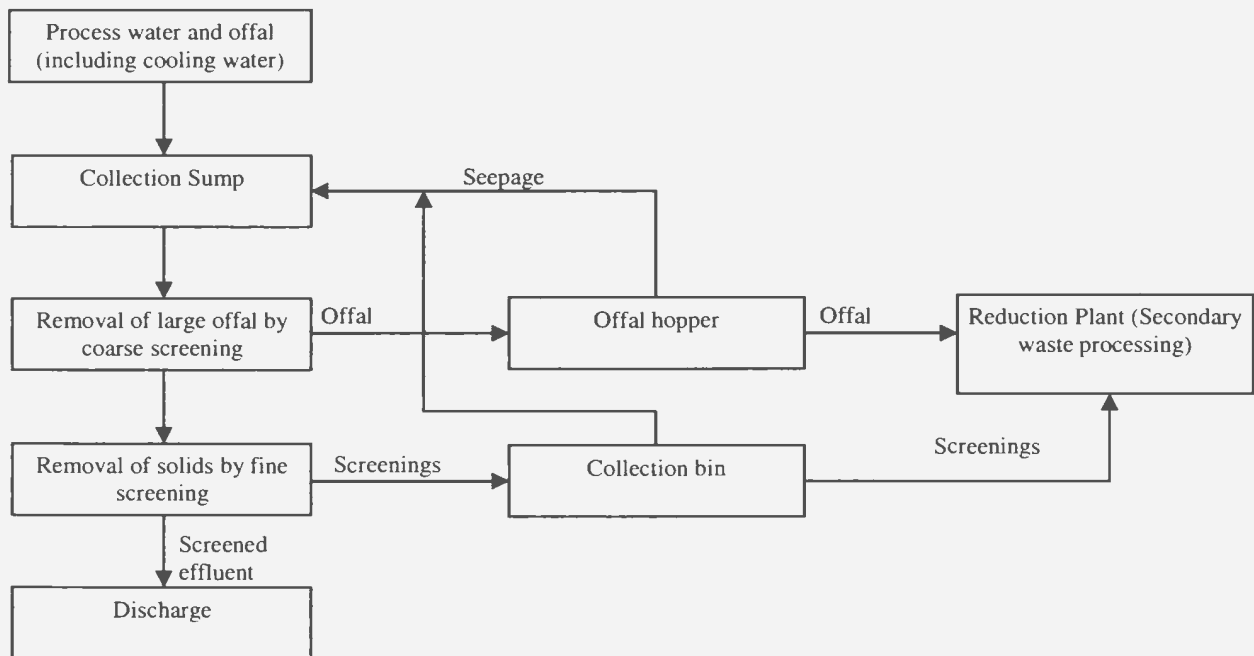 Process water and offal
(including cooling water)
Collection Sump
Seepage
Removal of large offal by
coarse screening
Offal
Offal hopper
Offal
Reduction Plant (Secondary
waste processing)
Removal of solids by fine
screening
Screenings
Collection bin
Screenings
Screened
effluent
Discharge